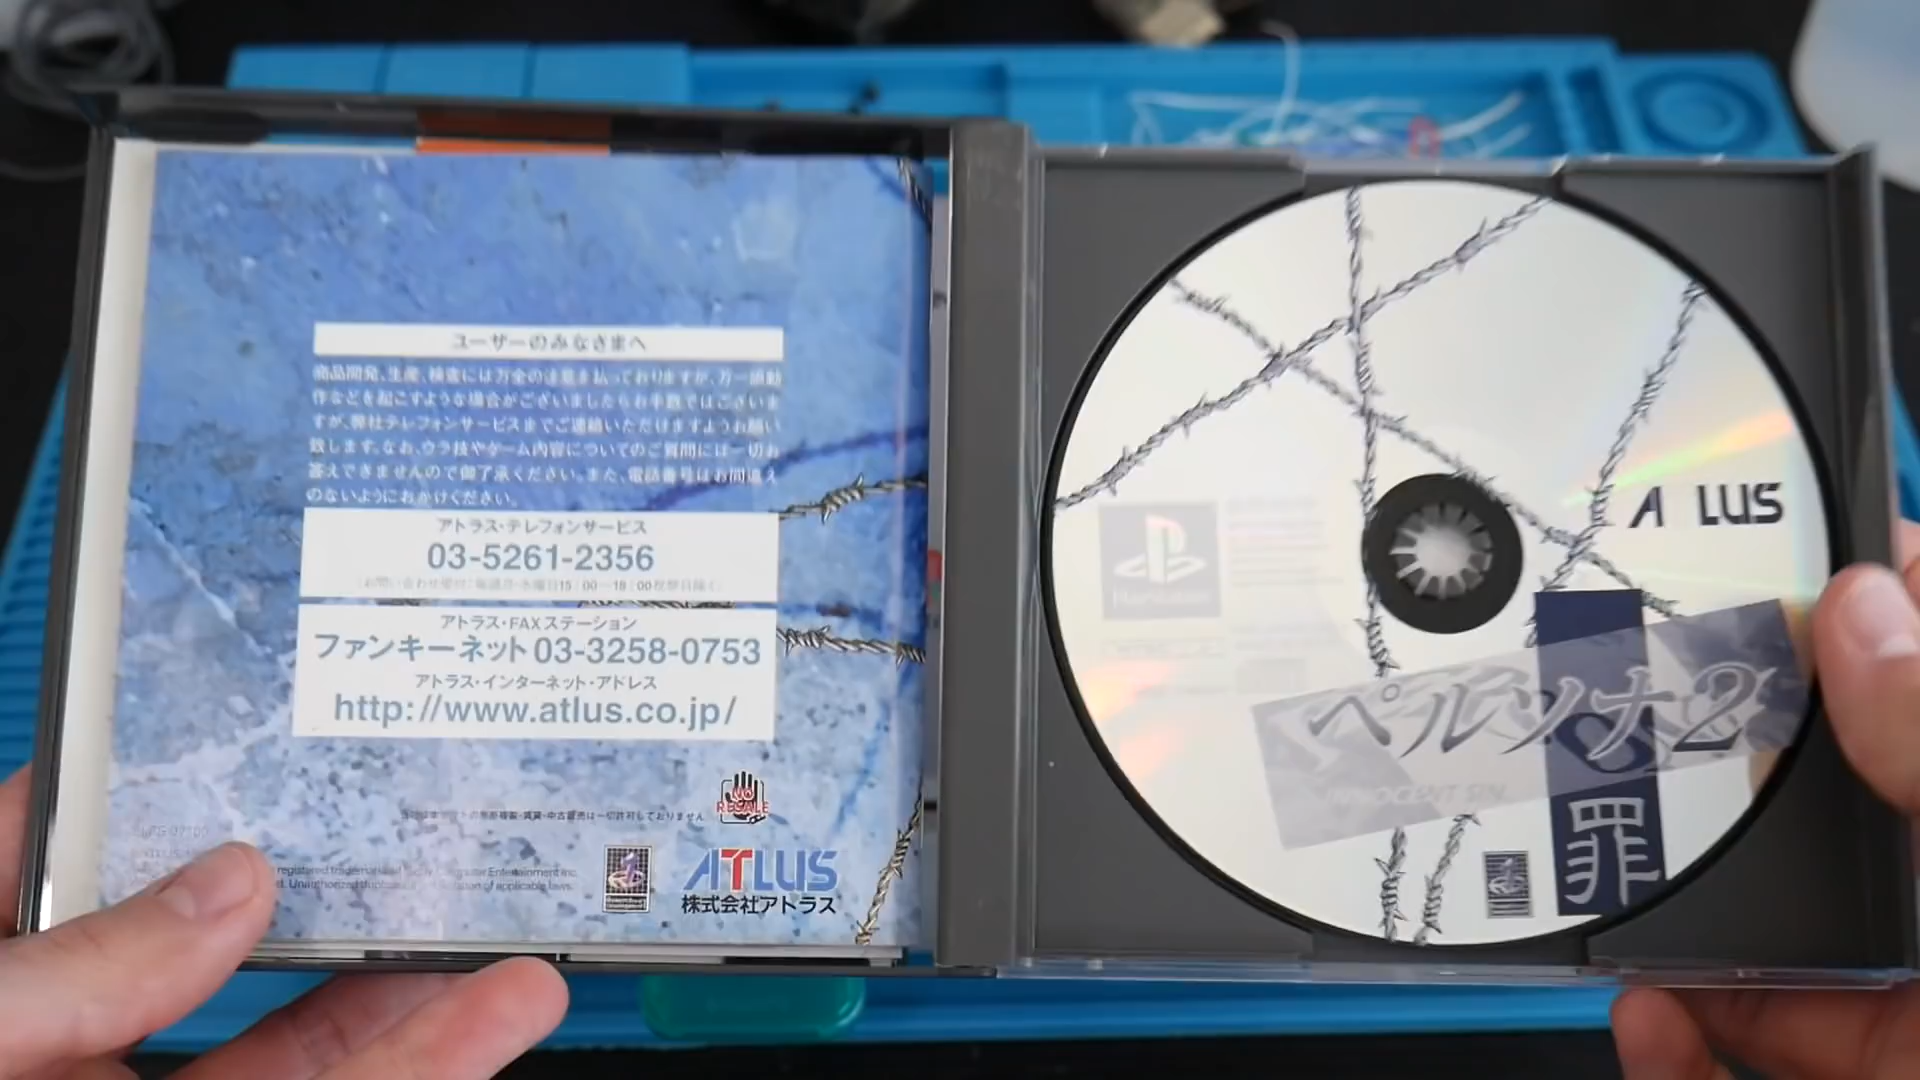 ユーザーのみなさまへ
商品開発、生産、検査には万全の注意を払っておりますが、万一誤動
作などを起こすような場合がございましたらお手数ではございま
すが、弊社テレフォンサービスまでご連絡いただけますようお願い
致します。なお、ウラ技やゲーム内容についてのご質問には一切お
答えできませんので御了承ください。また、電話番号はお間違え
のないようにおかけください。
アトラス・テレフォンサービス
03-5261-2356
アトラス・FAXステーション
ファンキーネット 03-3258-0753
アトラス・インターネット・アドレス
http://www.atlus.co.jp/
NO RESALE
registered trademark
Computer Entertainment Inc.
ATLUS
株式会社アトラス
PlayStation
A LUS
ペルソナ2
INNOCENT SIN
罪